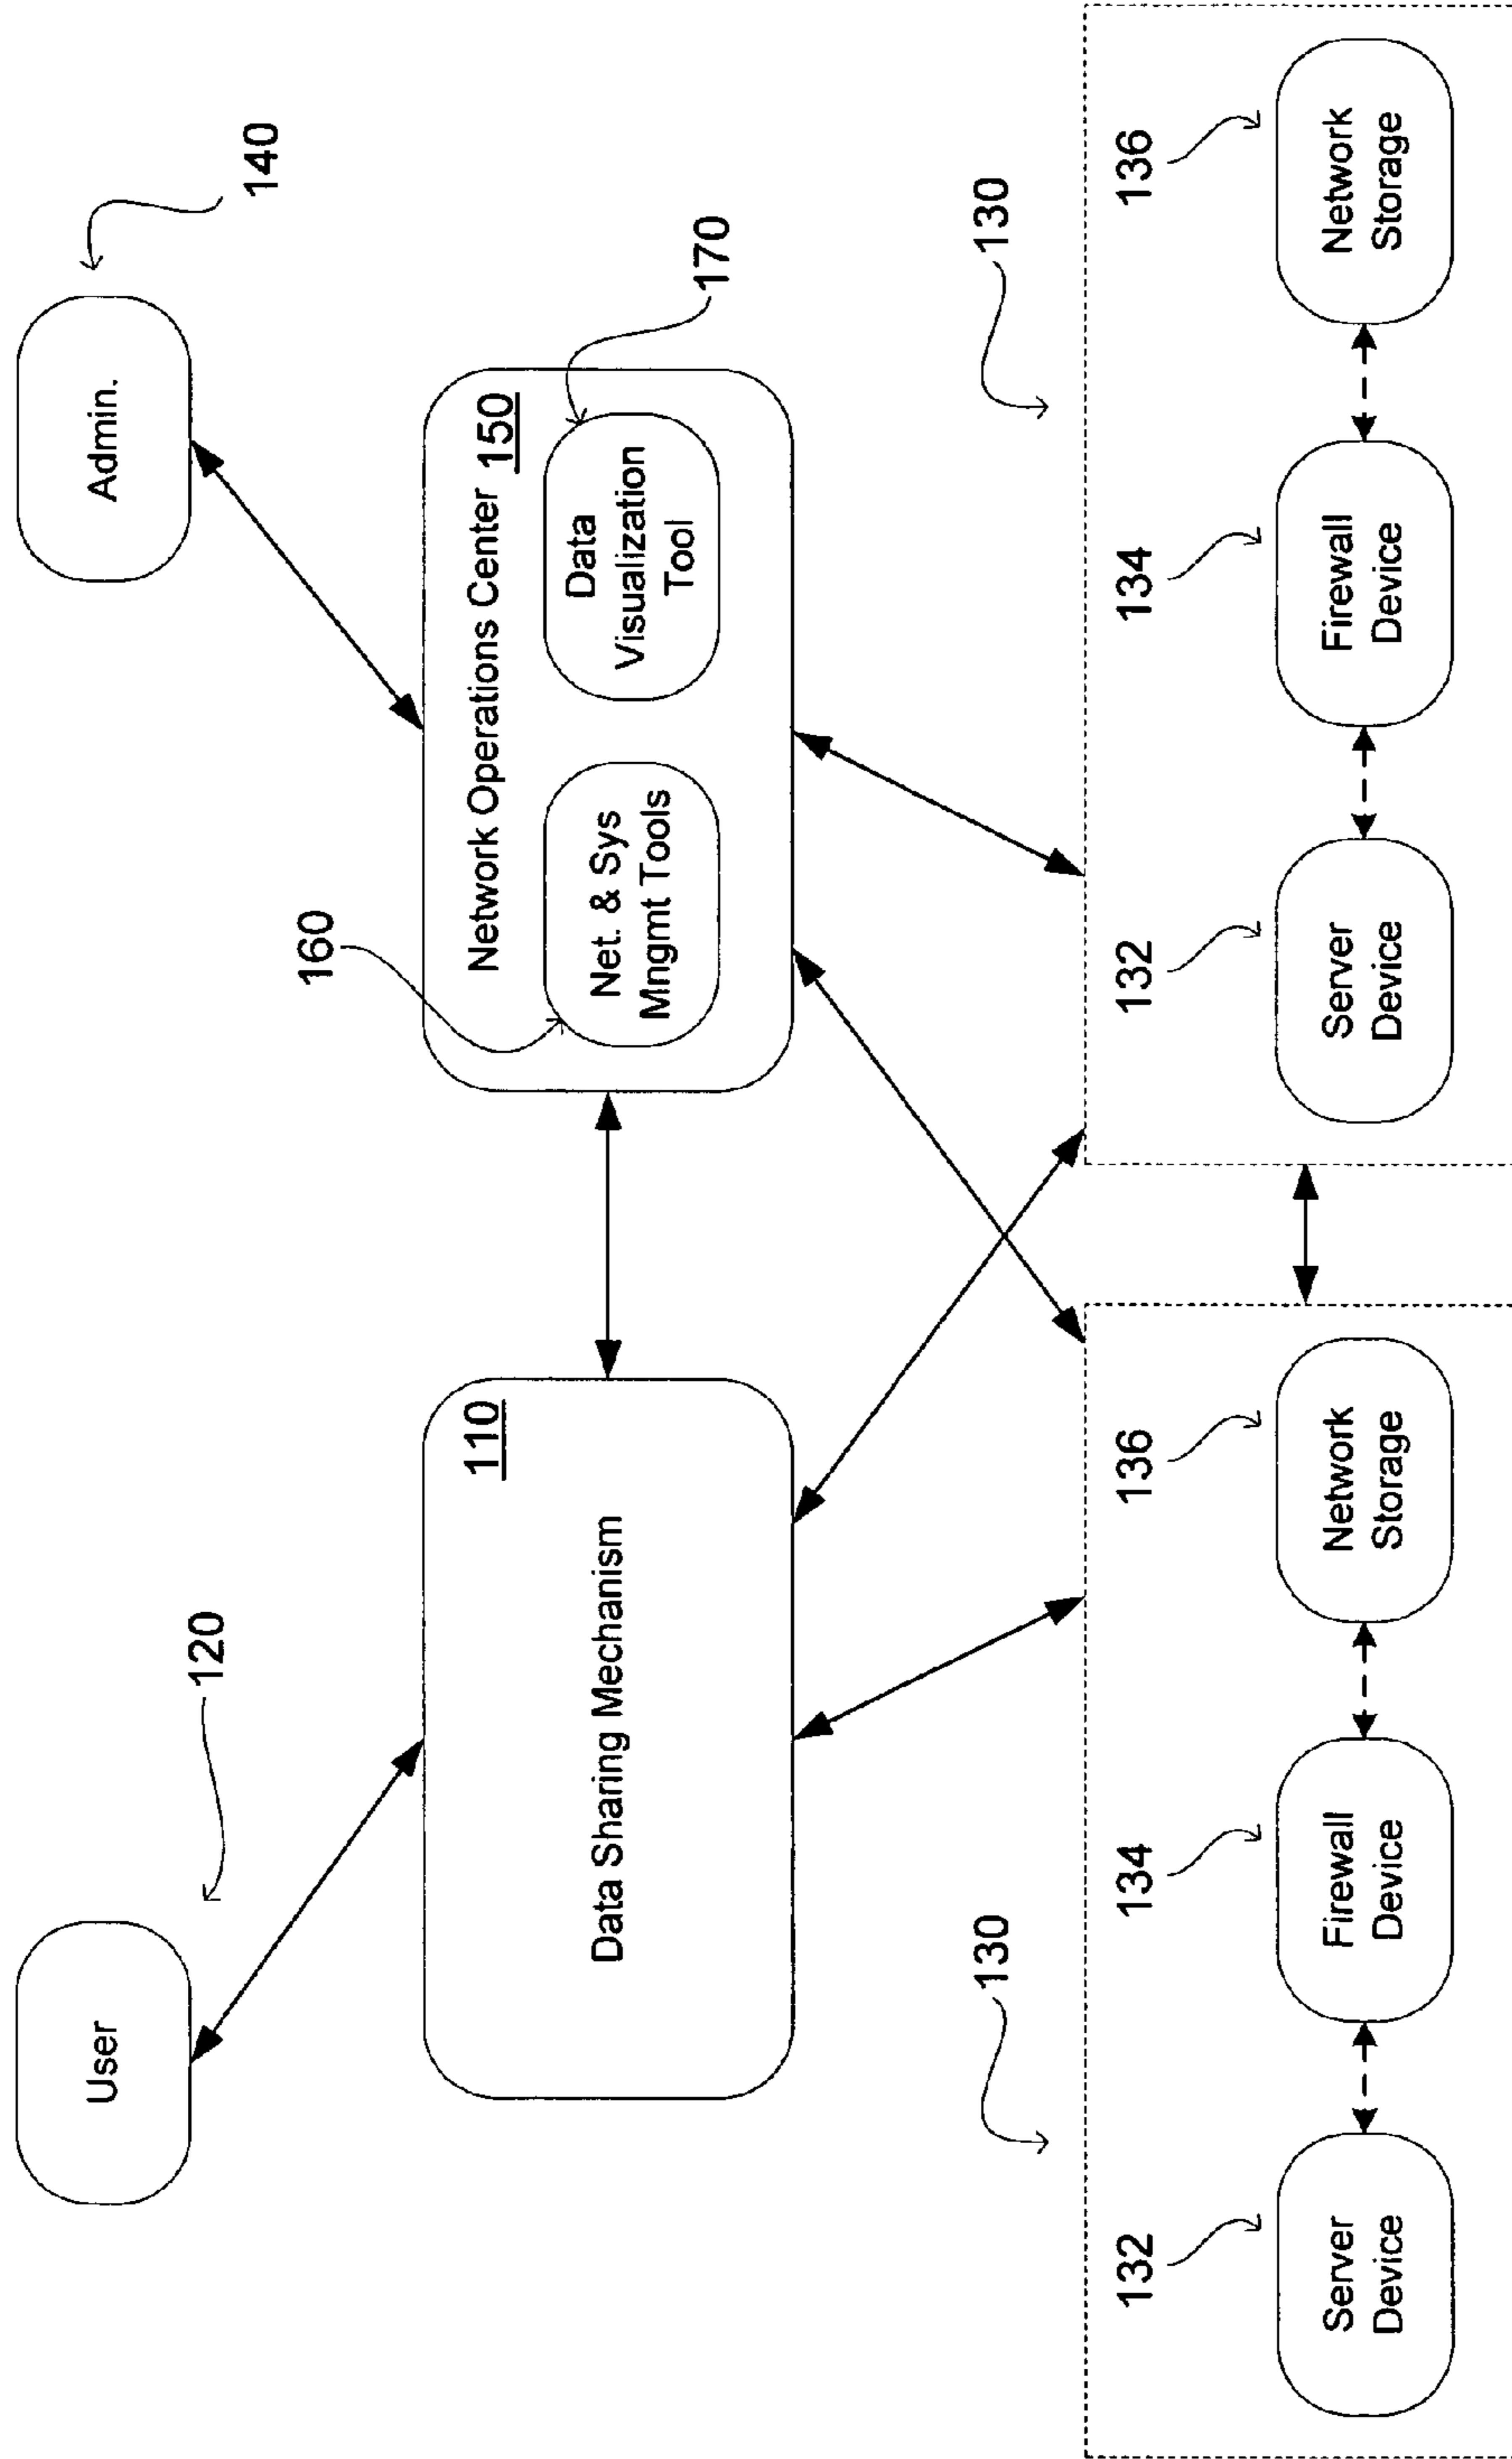 User
120
Admin.
140
110
Data Sharing Mechanism
Network Operations Center 150
160
Net. & Sys
Mngmt Tools
Data
Visualization
Tool
170
130
132
Server
Device
134
Firewall
Device
136
Network
Storage
130
132
Server
Device
134
Firewall
Device
136
Network
Storage